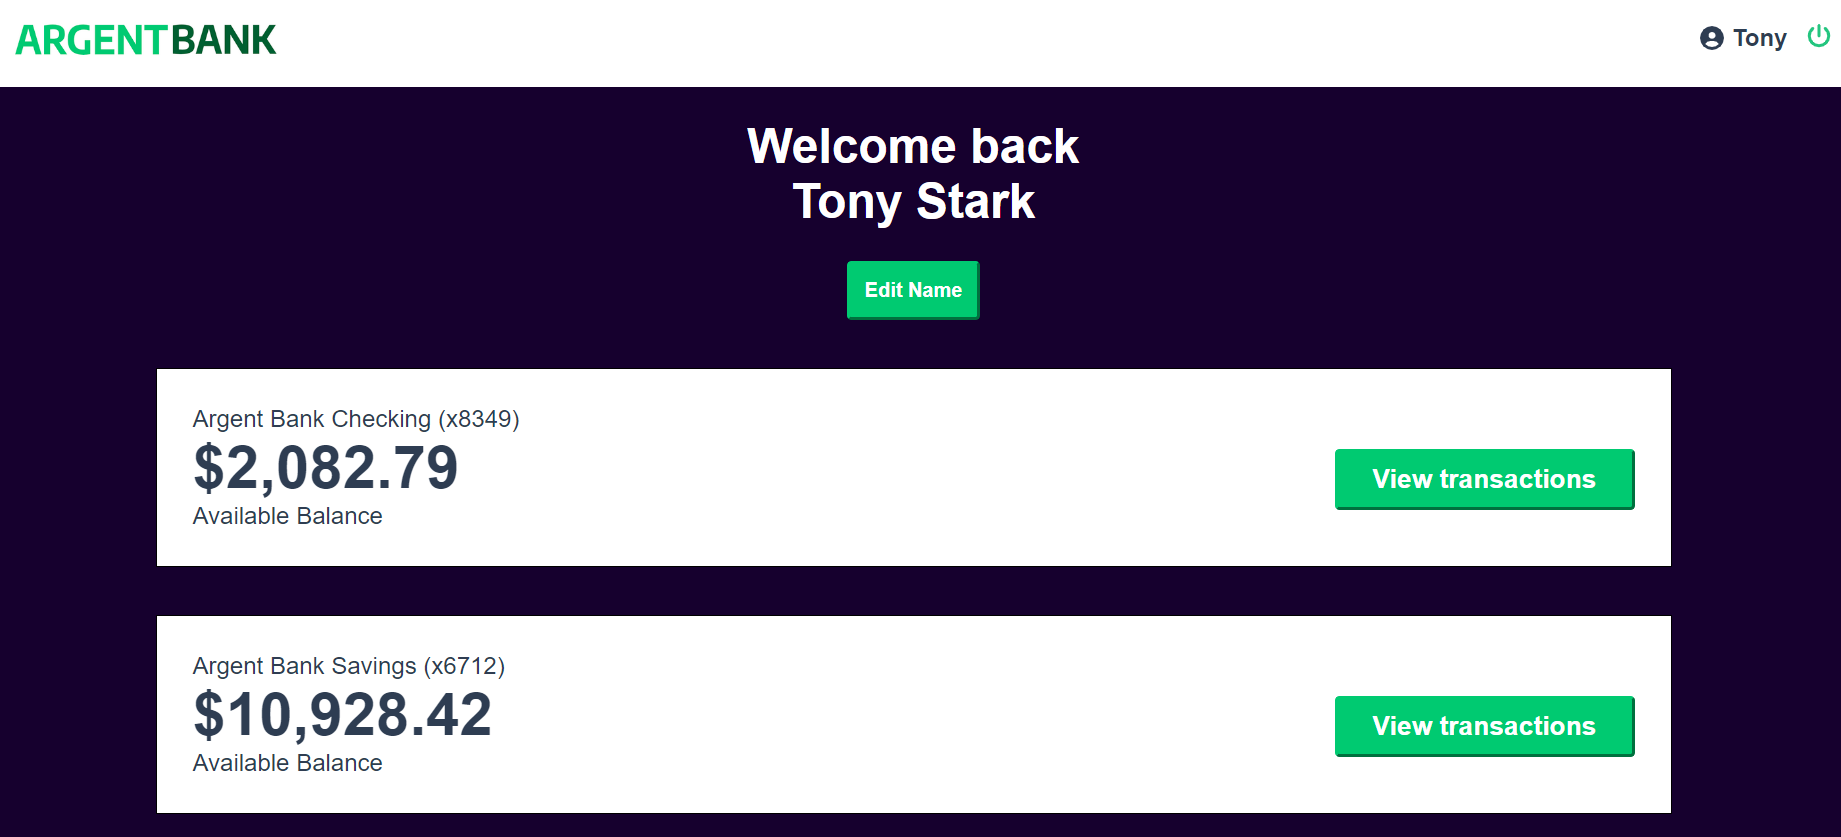 ARGENTBANK
Tony
Welcome back
Tony Stark
Edit Name
Argent Bank Checking (x8349)
$2,082.79
Available Balance
View transactions
Argent Bank Savings (x6712)
$10,928.42
Available Balance
View transactions